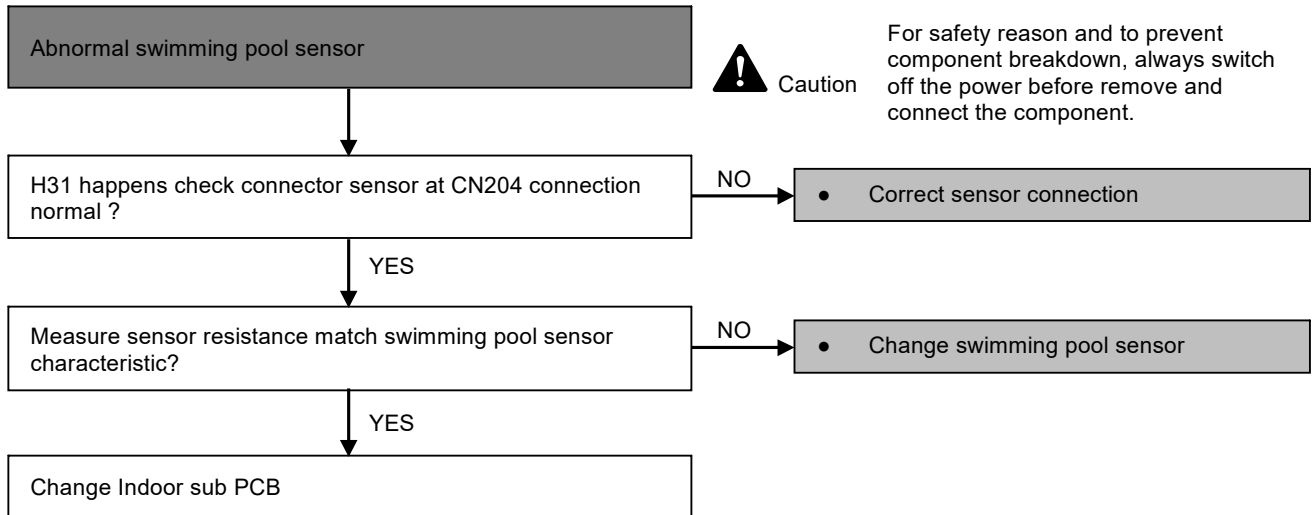 Abnormal swimming pool sensor
Caution
For safety reason and to prevent
component breakdown, always switch
off the power before remove and
connect the component.
H31 happens check connector sensor at CN204 connection
normal ?
NO
● Correct sensor connection
YES
Measure sensor resistance match swimming pool sensor
characteristic?
NO
● Change swimming pool sensor
YES
Change Indoor sub PCB